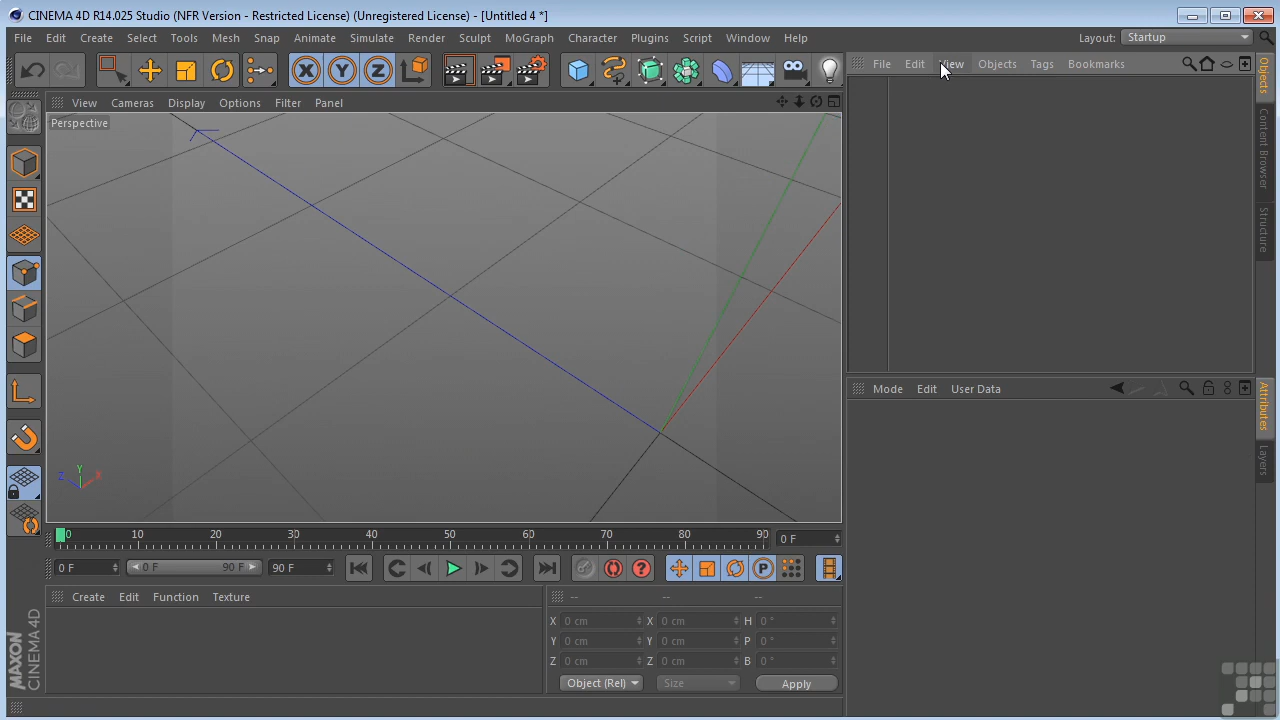 CINEMA 4D R14.025 Studio (NFR Version - Restricted License) (Unregistered License) - [Untitled 4 *]
File Edit Create Select Tools Mesh Snap Animate Simulate Render Sculpt MoGraph Character Plugins Script Window Help Layout: Startup
X Y Z
File Edit View Objects Tags Bookmarks
View Cameras Display Options Filter Panel
Perspective
Objects
Content Browser
Structure
Mode Edit User Data
Attributes
Layers
Y
Z X
0 10 20 30 40 50 60 70 80 90 0 F
0 F 0 F 90 F 90 F ? P
Create Edit Function Texture -- -- --
X 0 cm X 0 cm H 0 °
Y 0 cm Y 0 cm P 0 °
Z 0 cm Z 0 cm B 0 °
Object (Rel) Size Apply
MAXON
CINEMA 4D